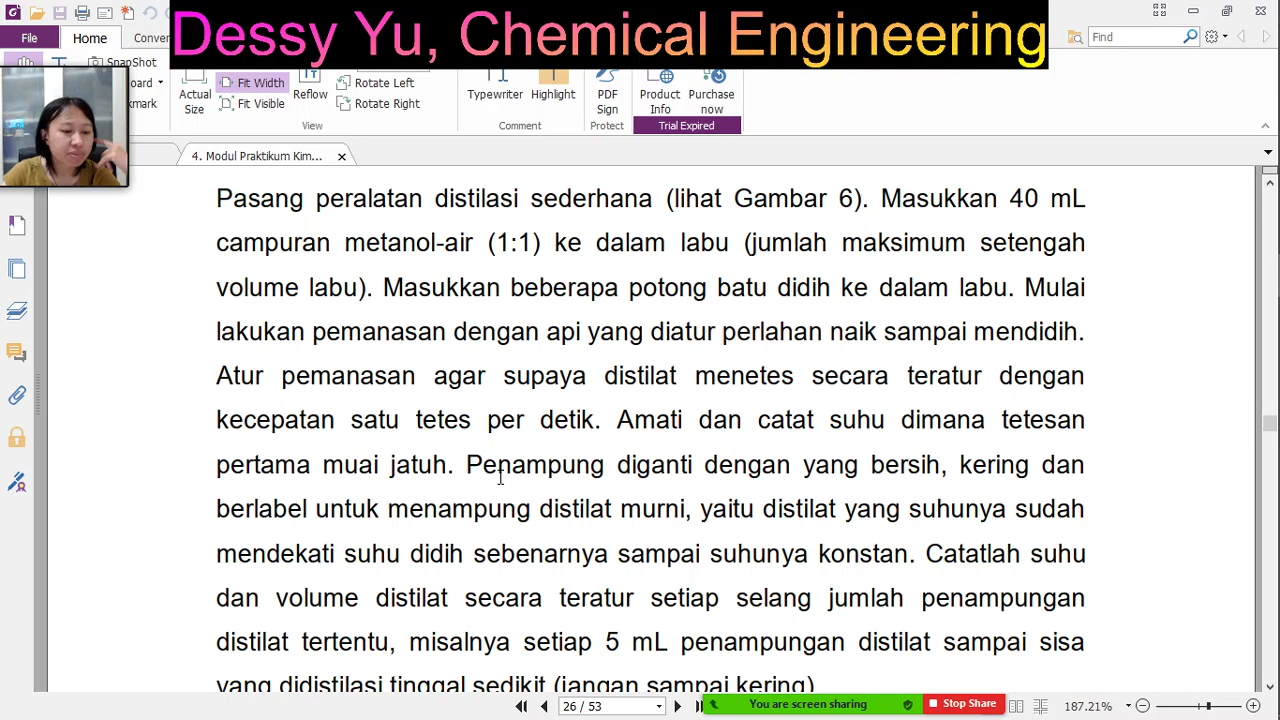 Dessy Yu, Chemical Engineering
File Home Conver Find
SnapShot
Actual Size
Fit Width
Fit Visible
Reflow
Rotate Left
Rotate Right
View
Typewriter Highlight
Comment
PDF Sign
Protect
Product Info
Purchase now
Trial Expired
4. Modul Praktikum Kim...
Pasang peralatan distilasi sederhana (lihat Gambar 6). Masukkan 40 mL
campuran metanol-air (1:1) ke dalam labu (jumlah maksimum setengah
volume labu). Masukkan beberapa potong batu didih ke dalam labu. Mulai
lakukan pemanasan dengan api yang diatur perlahan naik sampai mendidih.
Atur pemanasan agar supaya distilat menetes secara teratur dengan
kecepatan satu tetes per detik. Amati dan catat suhu dimana tetesan
pertama muai jatuh. Penampung diganti dengan yang bersih, kering dan
berlabel untuk menampung distilat murni, yaitu distilat yang suhunya sudah
mendekati suhu didih sebenarnya sampai suhunya konstan. Catatlah suhu
dan volume distilat secara teratur setiap selang jumlah penampungan
distilat tertentu, misalnya setiap 5 mL penampungan distilat sampai sisa
yang didistilasi tinggal sedikit (jangan sampai kering)
26 / 53
You are screen sharing
Stop Share
187.21%